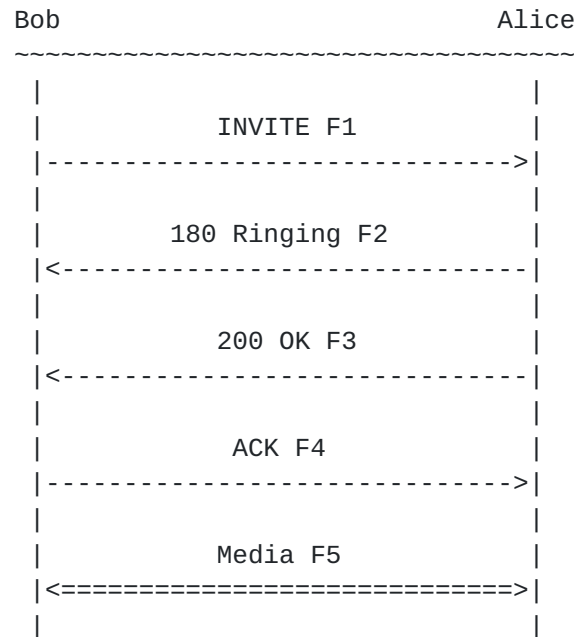 Bob                            Alice
~~~~~~~~~~~~~~~~~~~~~~~~~~~~~~~~~~~~
 |                                |
 |           INVITE F1            |
 |------------------------------>|
 |                                |
 |        180 Ringing F2          |
 |<------------------------------|
 |                                |
 |           200 OK F3            |
 |<------------------------------|
 |                                |
 |            ACK F4              |
 |------------------------------>|
 |                                |
 |           Media F5             |
 |<=============================>|
 |                                |